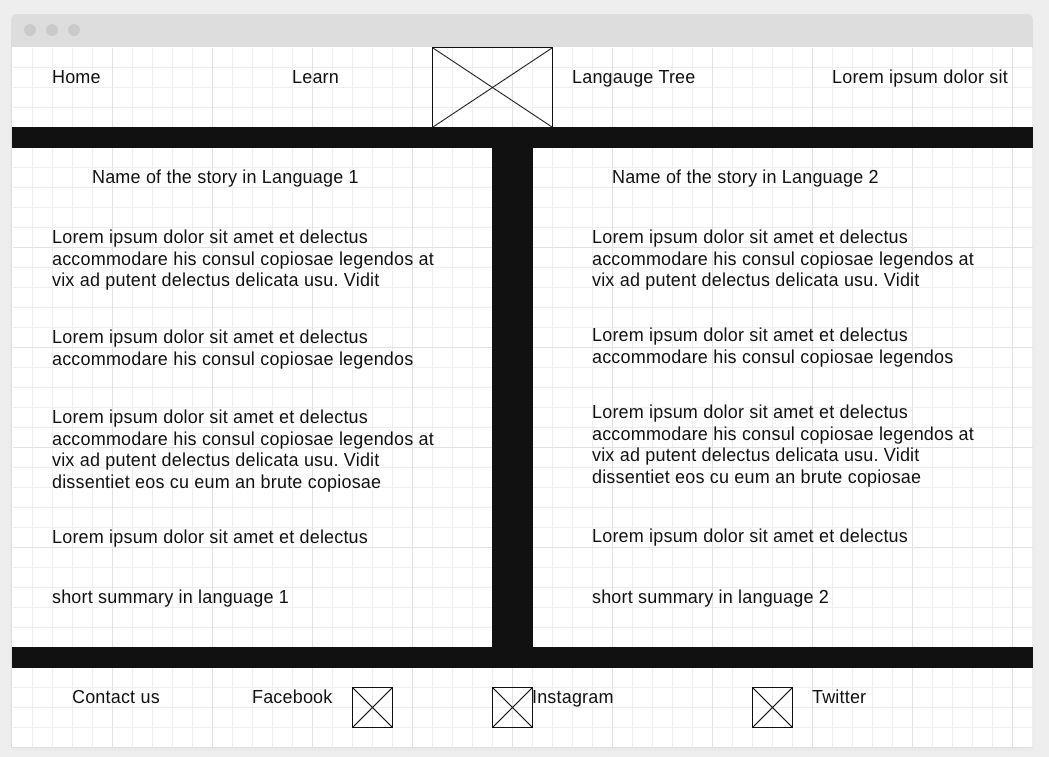 Home
Learn
Langauge Tree
Lorem ipsum dolor sit
Name of the story in Language 1
Lorem ipsum dolor sit amet et delectus
accommodare his consul copiosae legendos at
vix ad putent delectus delicata usu. Vidit
Lorem ipsum dolor sit amet et delectus
accommodare his consul copiosae legendos
Lorem ipsum dolor sit amet et delectus
accommodare his consul copiosae legendos at
vix ad putent delectus delicata usu. Vidit
dissentiet eos cu eum an brute copiosae
Lorem ipsum dolor sit amet et delectus
short summary in language 1
Name of the story in Language 2
Lorem ipsum dolor sit amet et delectus
accommodare his consul copiosae legendos at
vix ad putent delectus delicata usu. Vidit
Lorem ipsum dolor sit amet et delectus
accommodare his consul copiosae legendos
Lorem ipsum dolor sit amet et delectus
accommodare his consul copiosae legendos at
vix ad putent delectus delicata usu. Vidit
dissentiet eos cu eum an brute copiosae
Lorem ipsum dolor sit amet et delectus
short summary in language 2
Contact us
Facebook
Instagram
Twitter